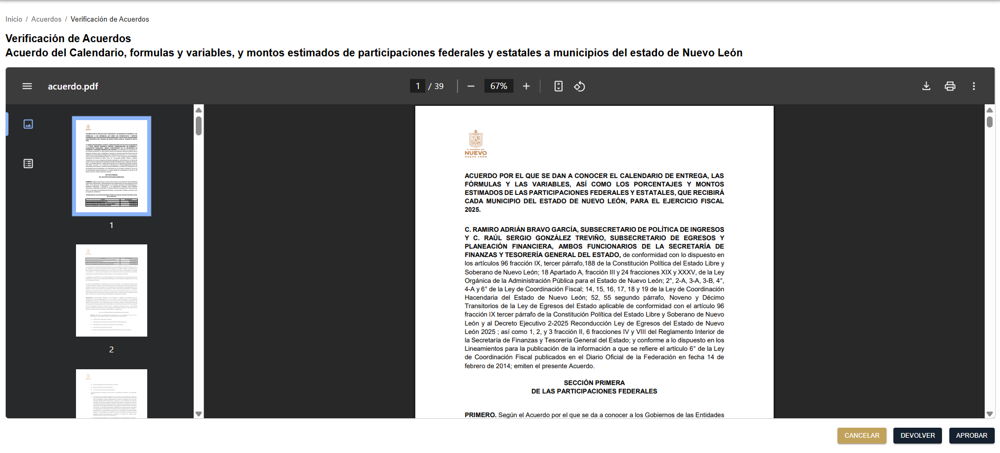 Inicio / Acuerdos / Verificación de Acuerdos
Verificación de Acuerdos
Acuerdo del Calendario, formulas y variables, y montos estimados de participaciones federales y estatales a municipios del estado de Nuevo León
acuerdo.pdf
1 / 39
67%
1
2
EL GOBIERNO DEL
NUEVO
NUEVO LEÓN
ACUERDO POR EL QUE SE DAN A CONOCER EL CALENDARIO DE ENTREGA, LAS
FÓRMULAS Y LAS VARIABLES, ASÍ COMO LOS PORCENTAJES Y MONTOS
ESTIMADOS DE LAS PARTICIPACIONES FEDERALES Y ESTATALES, QUE RECIBIRÁ
CADA MUNICIPIO DEL ESTADO DE NUEVO LEÓN, PARA EL EJERCICIO FISCAL
2025.
C. RAMIRO ADRIÁN BRAVO GARCÍA, SUBSECRETARIO DE POLÍTICA DE INGRESOS
Y C. RAÚL SERGIO GONZÁLEZ TREVIÑO, SUBSECRETARIO DE EGRESOS Y
PLANEACIÓN FINANCIERA, AMBOS FUNCIONARIOS DE LA SECRETARÍA DE
FINANZAS Y TESORERÍA GENERAL DEL ESTADO, de conformidad con lo dispuesto en
los artículos 96 fracción IX, tercer párrafo,188 de la Constitución Política del Estado Libre y
Soberano de Nuevo León; 18 Apartado A, fracción III y 24 fracciones XIX y XXXV, de la Ley
Orgánica de la Administración Pública para el Estado de Nuevo León; 2°, 2-A, 3-A, 3-B, 4°,
4-A y 6° de la Ley de Coordinación Fiscal; 14, 15, 16, 17, 18 y 19 de la Ley de Coordinación
Hacendaria del Estado de Nuevo León; 52, 55 segundo párrafo, Noveno y Décimo
Transitorios de la Ley de Egresos del Estado aplicable de conformidad con el artículo 96
fracción IX tercer párrafo de la Constitución Política del Estado Libre y Soberano de Nuevo
León y al Decreto Ejecutivo 2-2025 Reconducción Ley de Egresos del Estado de Nuevo
León 2025 ; así como 1, 2, y 3 fracción II, 6 fracciones IV y VIII del Reglamento Interior de
la Secretaría de Finanzas y Tesorería General del Estado; y conforme a lo dispuesto en los
Lineamientos para la publicación de la información a que se refiere el artículo 6° de la Ley
de Coordinación Fiscal publicados en el Diario Oficial de la Federación en fecha 14 de
febrero de 2014; emiten el presente Acuerdo.
SECCIÓN PRIMERA
DE LAS PARTICIPACIONES FEDERALES
PRIMERO. Según el Acuerdo por el que se da a conocer a los Gobiernos de las Entidades
CANCELAR
DEVOLVER
APROBAR